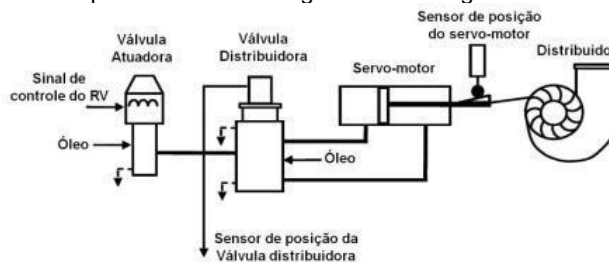 Sensor de posição
do servo-motor
Válvula
Atuadora
Válvula
Distribuidora
Servo-motor
Sinal de
controle do RV
Óleo
Óleo
Sensor de posição da
Válvula distribuidora